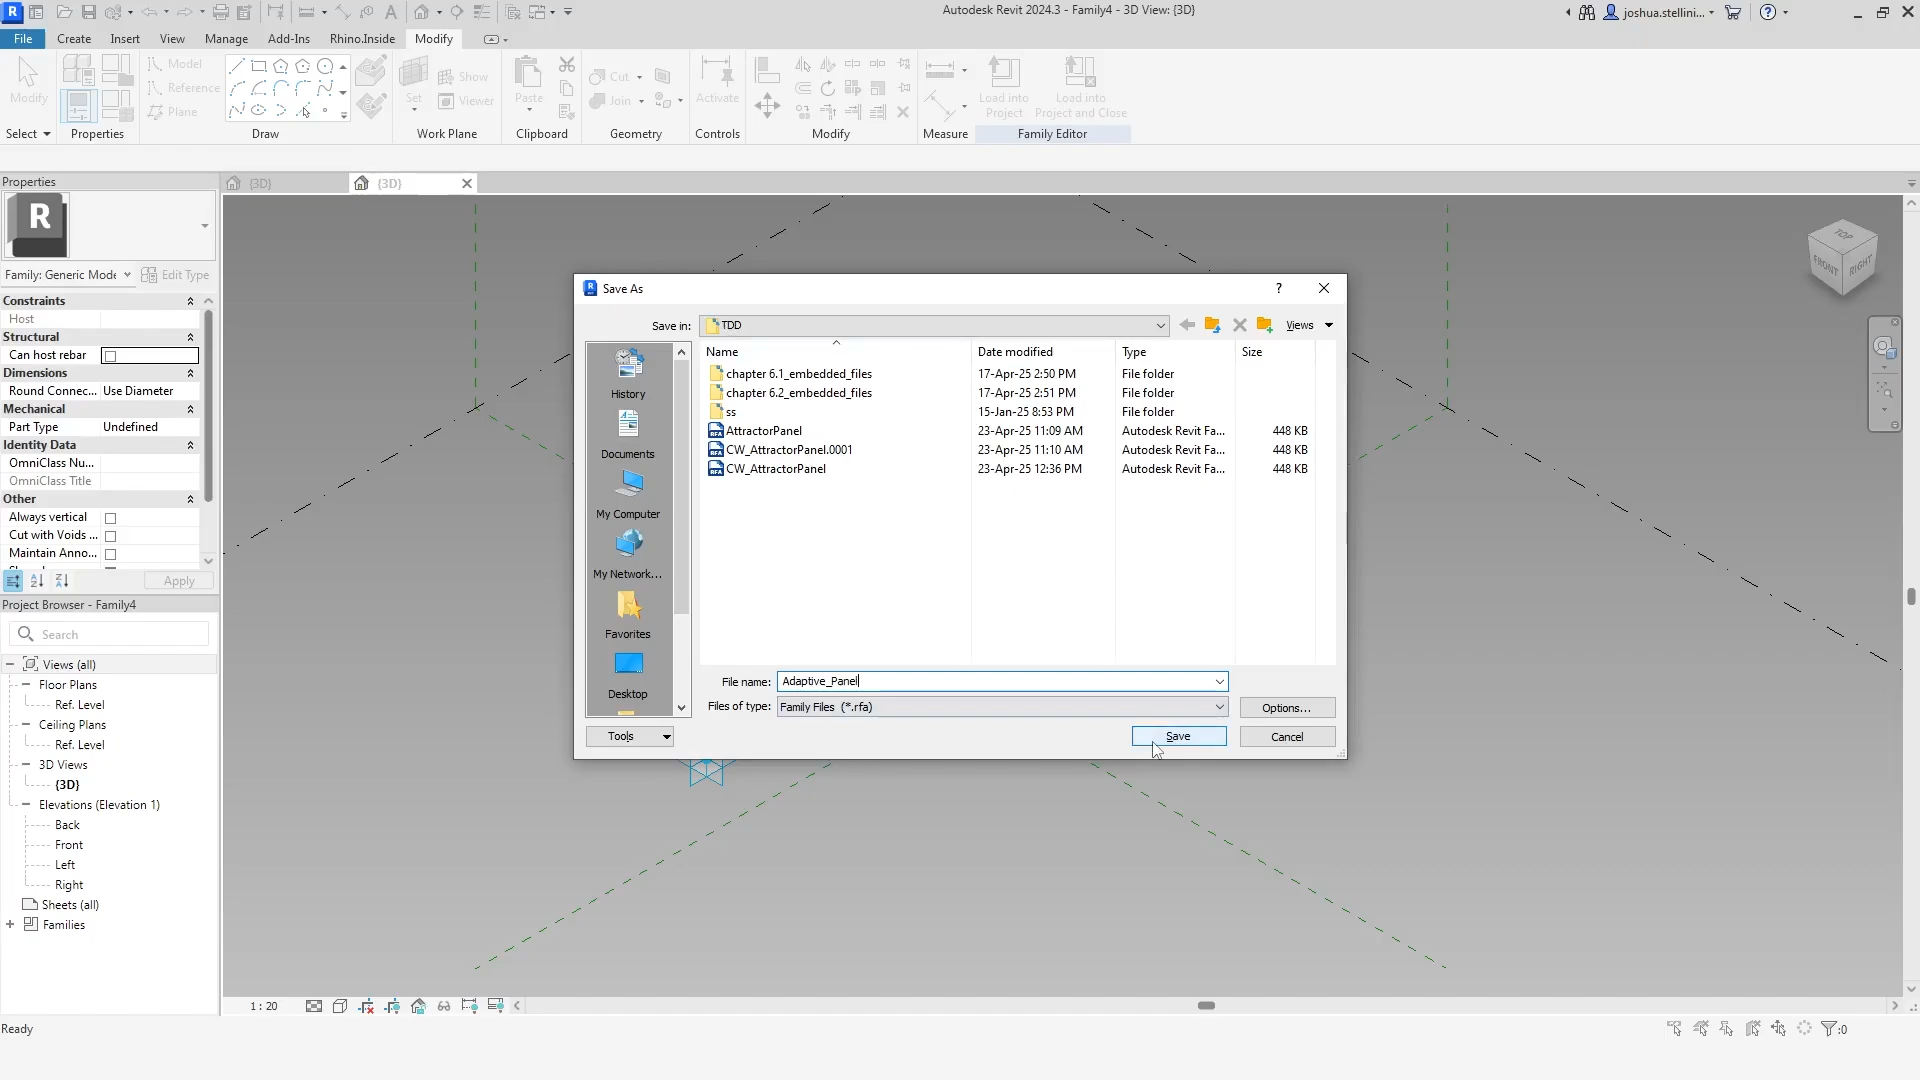 Autodesk Revit 2024.3 - Family4 - 3D View: {3D}
joshua.stellini...
File
Create
Insert
View
Manage
Add-Ins
Rhino.Inside
Modify
Modify
Model
Reference
Plane
Set
Show
Viewer
Paste
Cut
Join
Activate
Load into
Project
Load into
Project and Close
Select
Properties
Draw
Work Plane
Clipboard
Geometry
Controls
Modify
Measure
Family Editor
Properties
{3D}
{3D}
R
Family: Generic Mode
Edit Type
Constraints
Host
Structural
Can host rebar
Dimensions
Round Connec... Use Diameter
Mechanical
Part Type Undefined
Identity Data
OmniClass Nu...
OmniClass Title
Other
Always vertical
Cut with Voids ...
Maintain Anno...
Apply
Project Browser - Family4
Search
Views (all)
Floor Plans
Ref. Level
Ceiling Plans
Ref. Level
3D Views
{3D}
Elevations (Elevation 1)
Back
Front
Left
Right
Sheets (all)
Families
TOP
FRONT
RIGHT
Save As
Save in:
TDD
Views
Name Date modified Type Size
chapter 6.1_embedded_files 17-Apr-25 2:50 PM File folder
chapter 6.2_embedded_files 17-Apr-25 2:51 PM File folder
ss 15-Jan-25 8:53 PM File folder
AttractorPanel 23-Apr-25 11:09 AM Autodesk Revit Fa... 448 KB
CW_AttractorPanel.0001 23-Apr-25 11:10 AM Autodesk Revit Fa... 448 KB
CW_AttractorPanel 23-Apr-25 12:36 PM Autodesk Revit Fa... 448 KB
History
Documents
My Computer
My Network...
Favorites
Desktop
File name: Adaptive_Panel
Files of type: Family Files (*.rfa)
Options...
Tools
Save
Cancel
1 : 20
Ready
:0